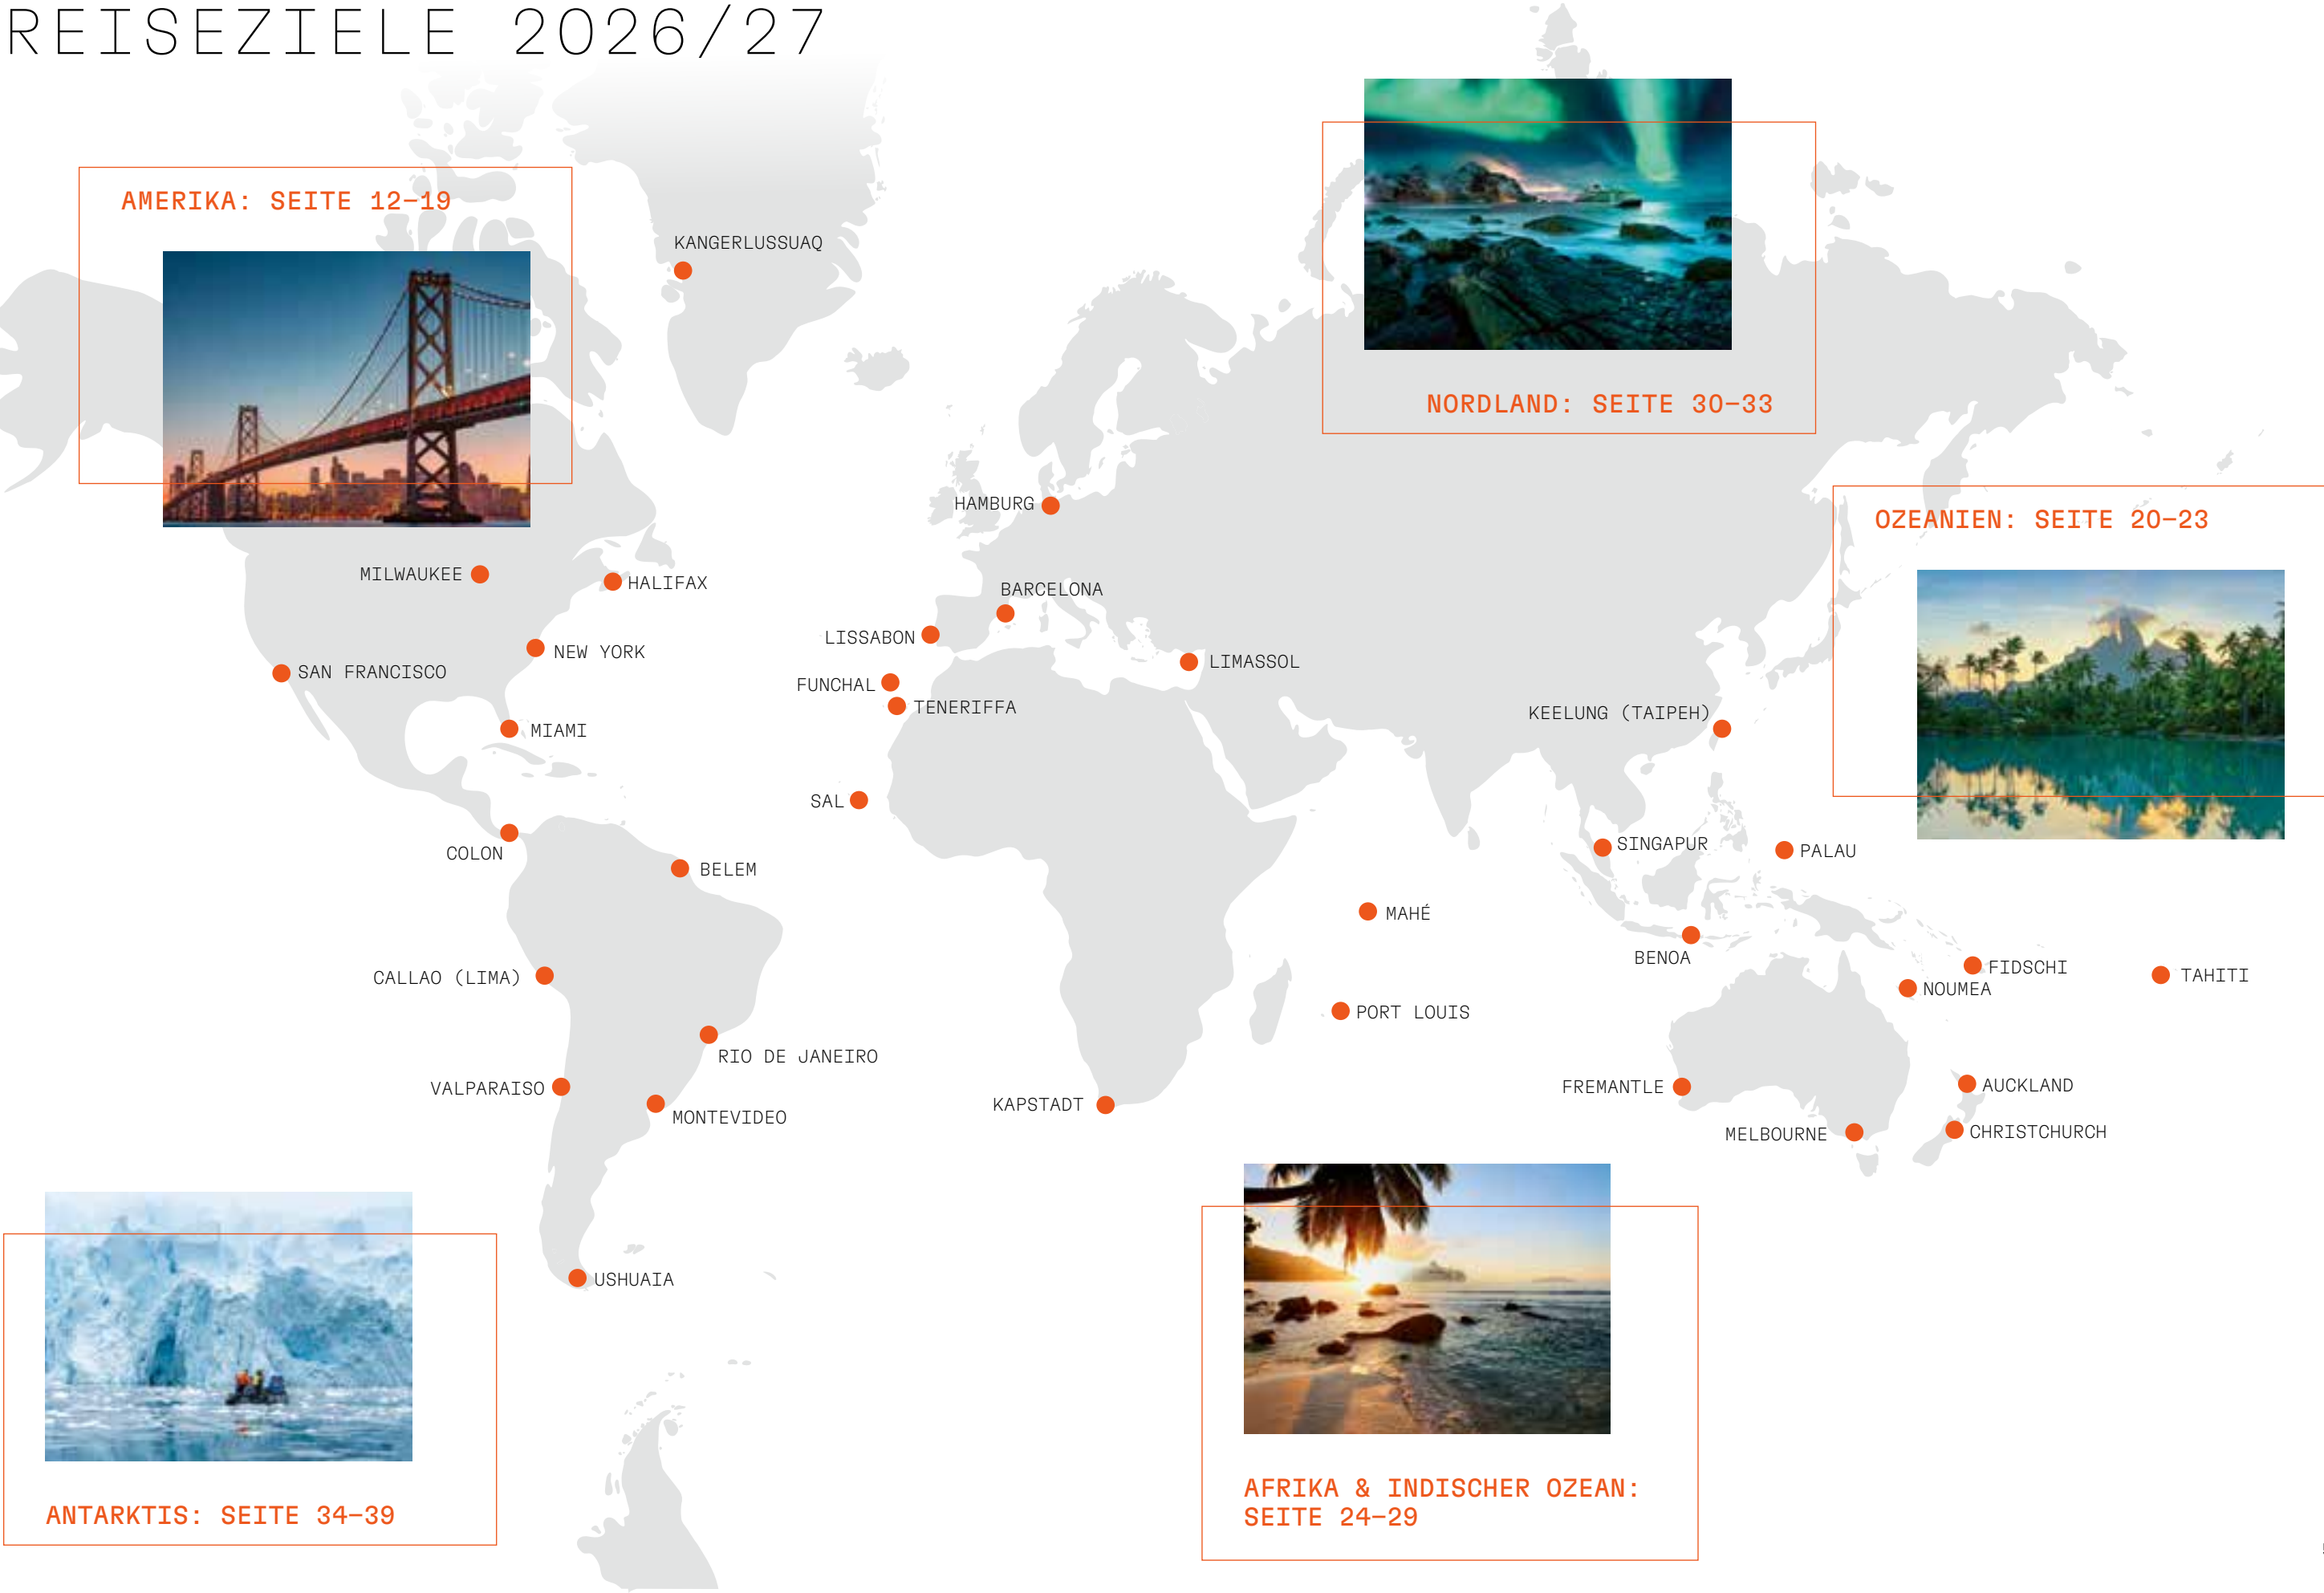 REISEZIELE 2026/27
AMERIKA: SEITE 12–19
KANGERLUSSUAQ
NORDLAND: SEITE 30–33
HAMBURG
OZEANIEN: SEITE 20–23
MILWAUKEE
HALIFAX
BARCELONA
LISSABON
NEW YORK
LIMASSOL
SAN FRANCISCO
FUNCHAL
TENERIFFA
KEELUNG (TAIPEH)
MIAMI
SAL
COLON
SINGAPUR
PALAU
BELEM
MAHÉ
BENOA
FIDSCHI
CALLAO (LIMA)
TAHITI
NOUMEA
PORT LOUIS
RIO DE JANEIRO
VALPARAISO
FREMANTLE
AUCKLAND
KAPSTADT
MONTEVIDEO
MELBOURNE
CHRISTCHURCH
USHUAIA
AFRIKA & INDISCHER OZEAN:
SEITE 24–29
ANTARKTIS: SEITE 34–39